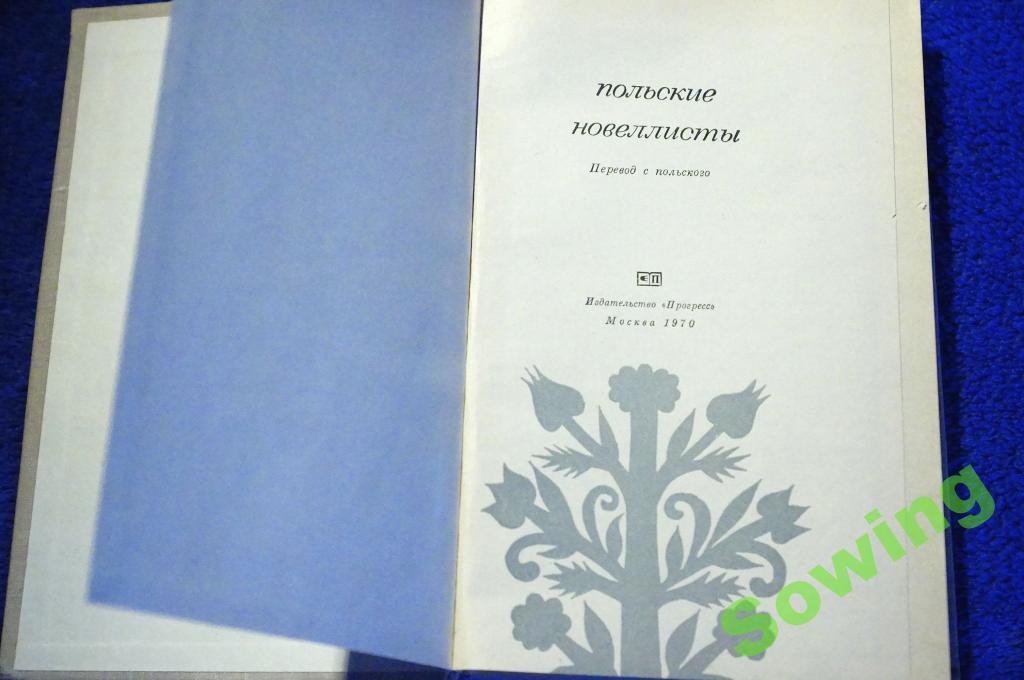 польские
новеллисты
Перевод с польского
П
Издательство «Прогресс»
Москва 1970
Sowing